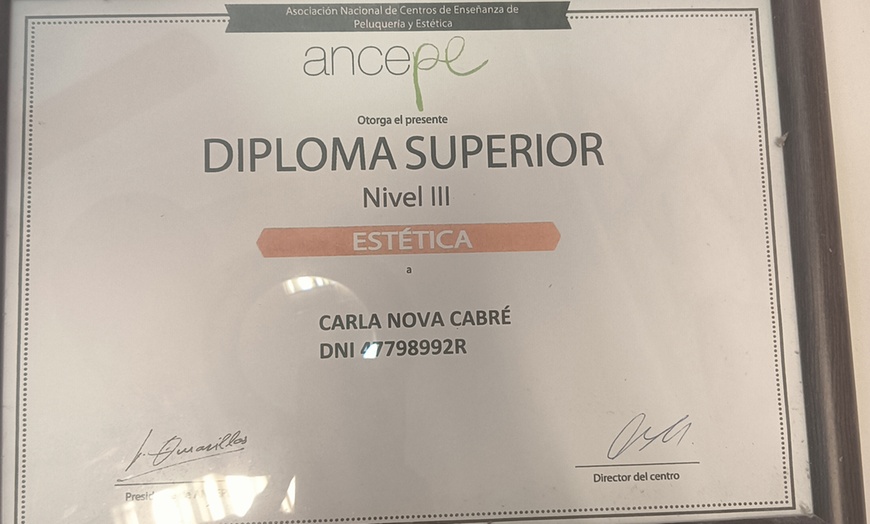 Asociación Nacional de Centros de Enseñanza de
Peluquería y Estética
ancepe
Otorga el presente
DIPLOMA SUPERIOR
Nivel III
ESTÉTICA
a
CARLA NOVA CABRÉ
DNI 47798992R
Director del centro